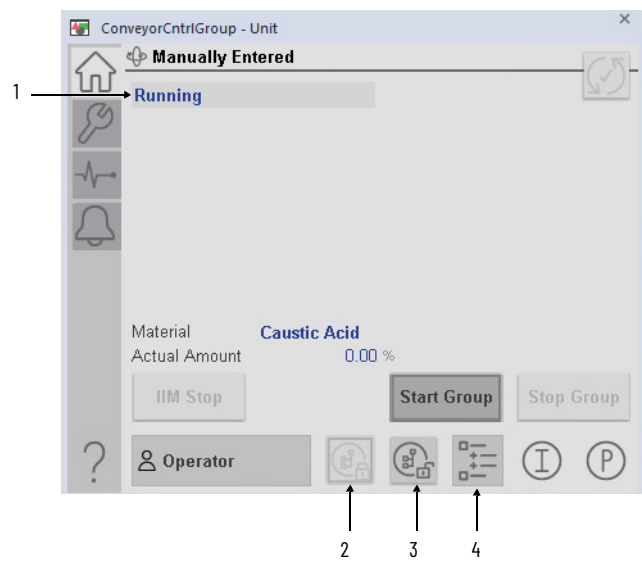 ConveyorCntrlGroup - Unit
Manually Entered
1
Running
Material Caustic Acid
Actual Amount 0.00 %
IIM Stop Start Group Stop Group
? Operator I P
2 3 4